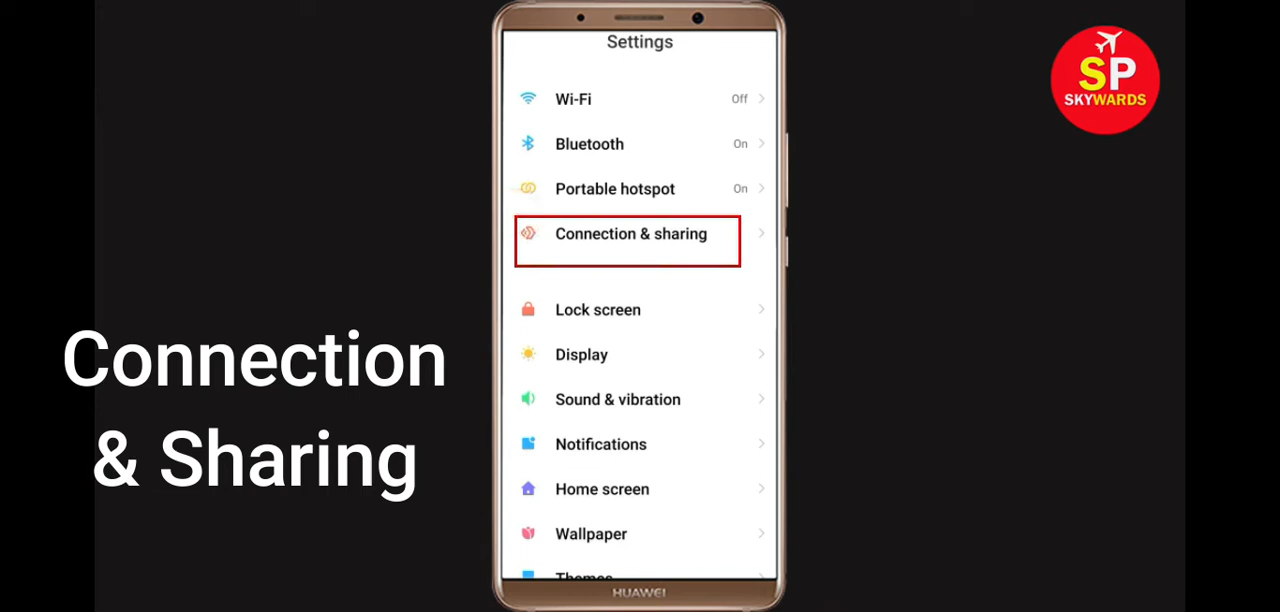 Settings
Wi-Fi Off
Bluetooth On
Portable hotspot On
Connection & sharing
Lock screen
Display
Sound & vibration
Notifications
Home screen
Wallpaper
Themes
HUAWEI
Connection
& Sharing
SP
SKYWARDS